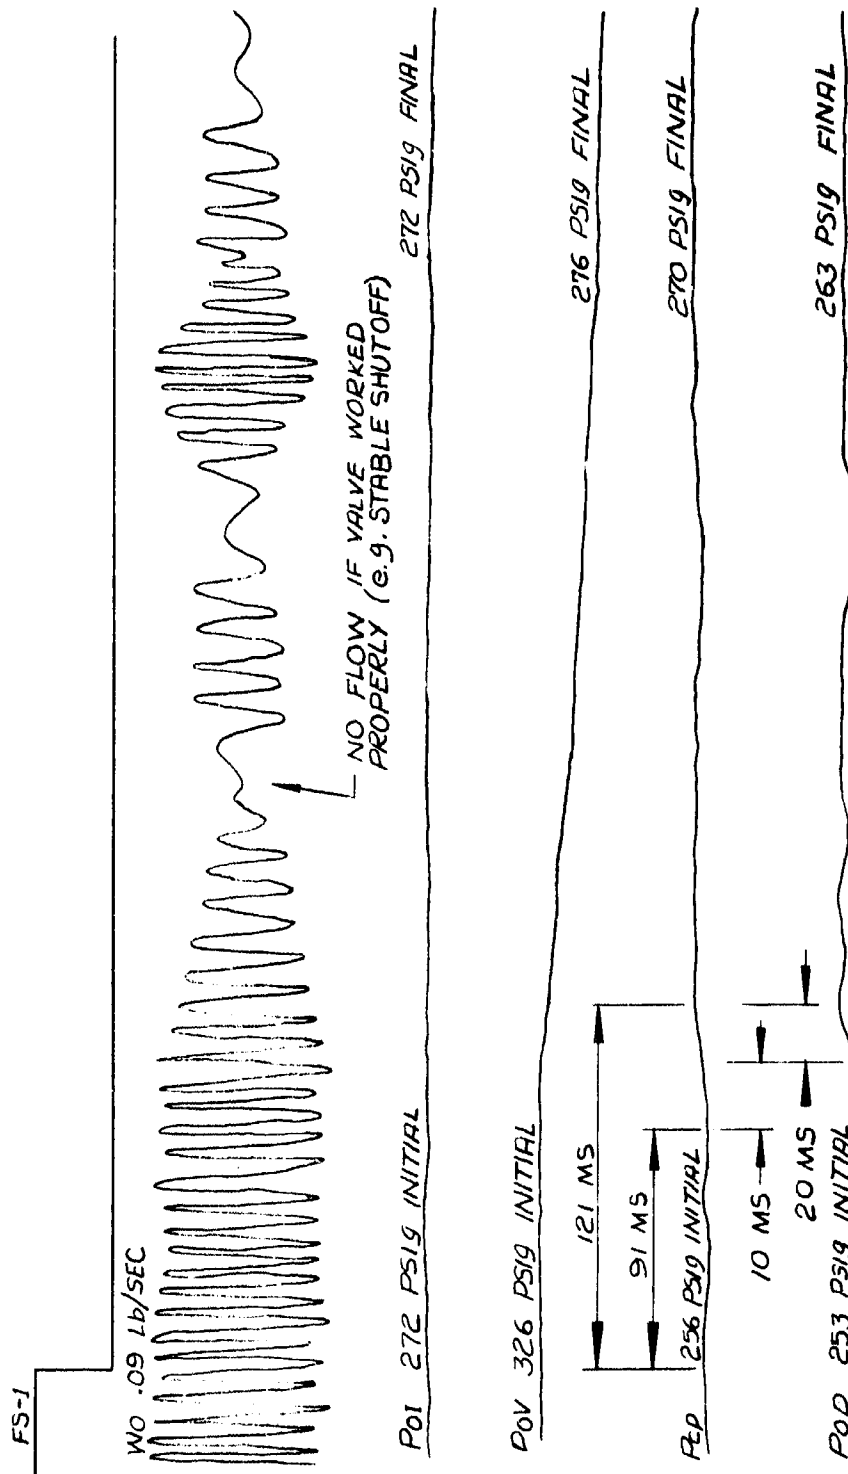 FS-1
Wo .09 Lb/SEC
NO FLOW IF VALVE WORKED
PROPERLY (e.g. STABLE SHUTOFF)
POI 272 PSIg INITIAL
272 PSIg FINAL
POV 326 PSIg INITIAL
276 PSIg FINAL
121 MS
91 MS
Pcp 256 PSIg INITIAL
270 PSIg FINAL
10 MS
20 MS
POD 253 PSIg INITIAL
263 PSIg FINAL